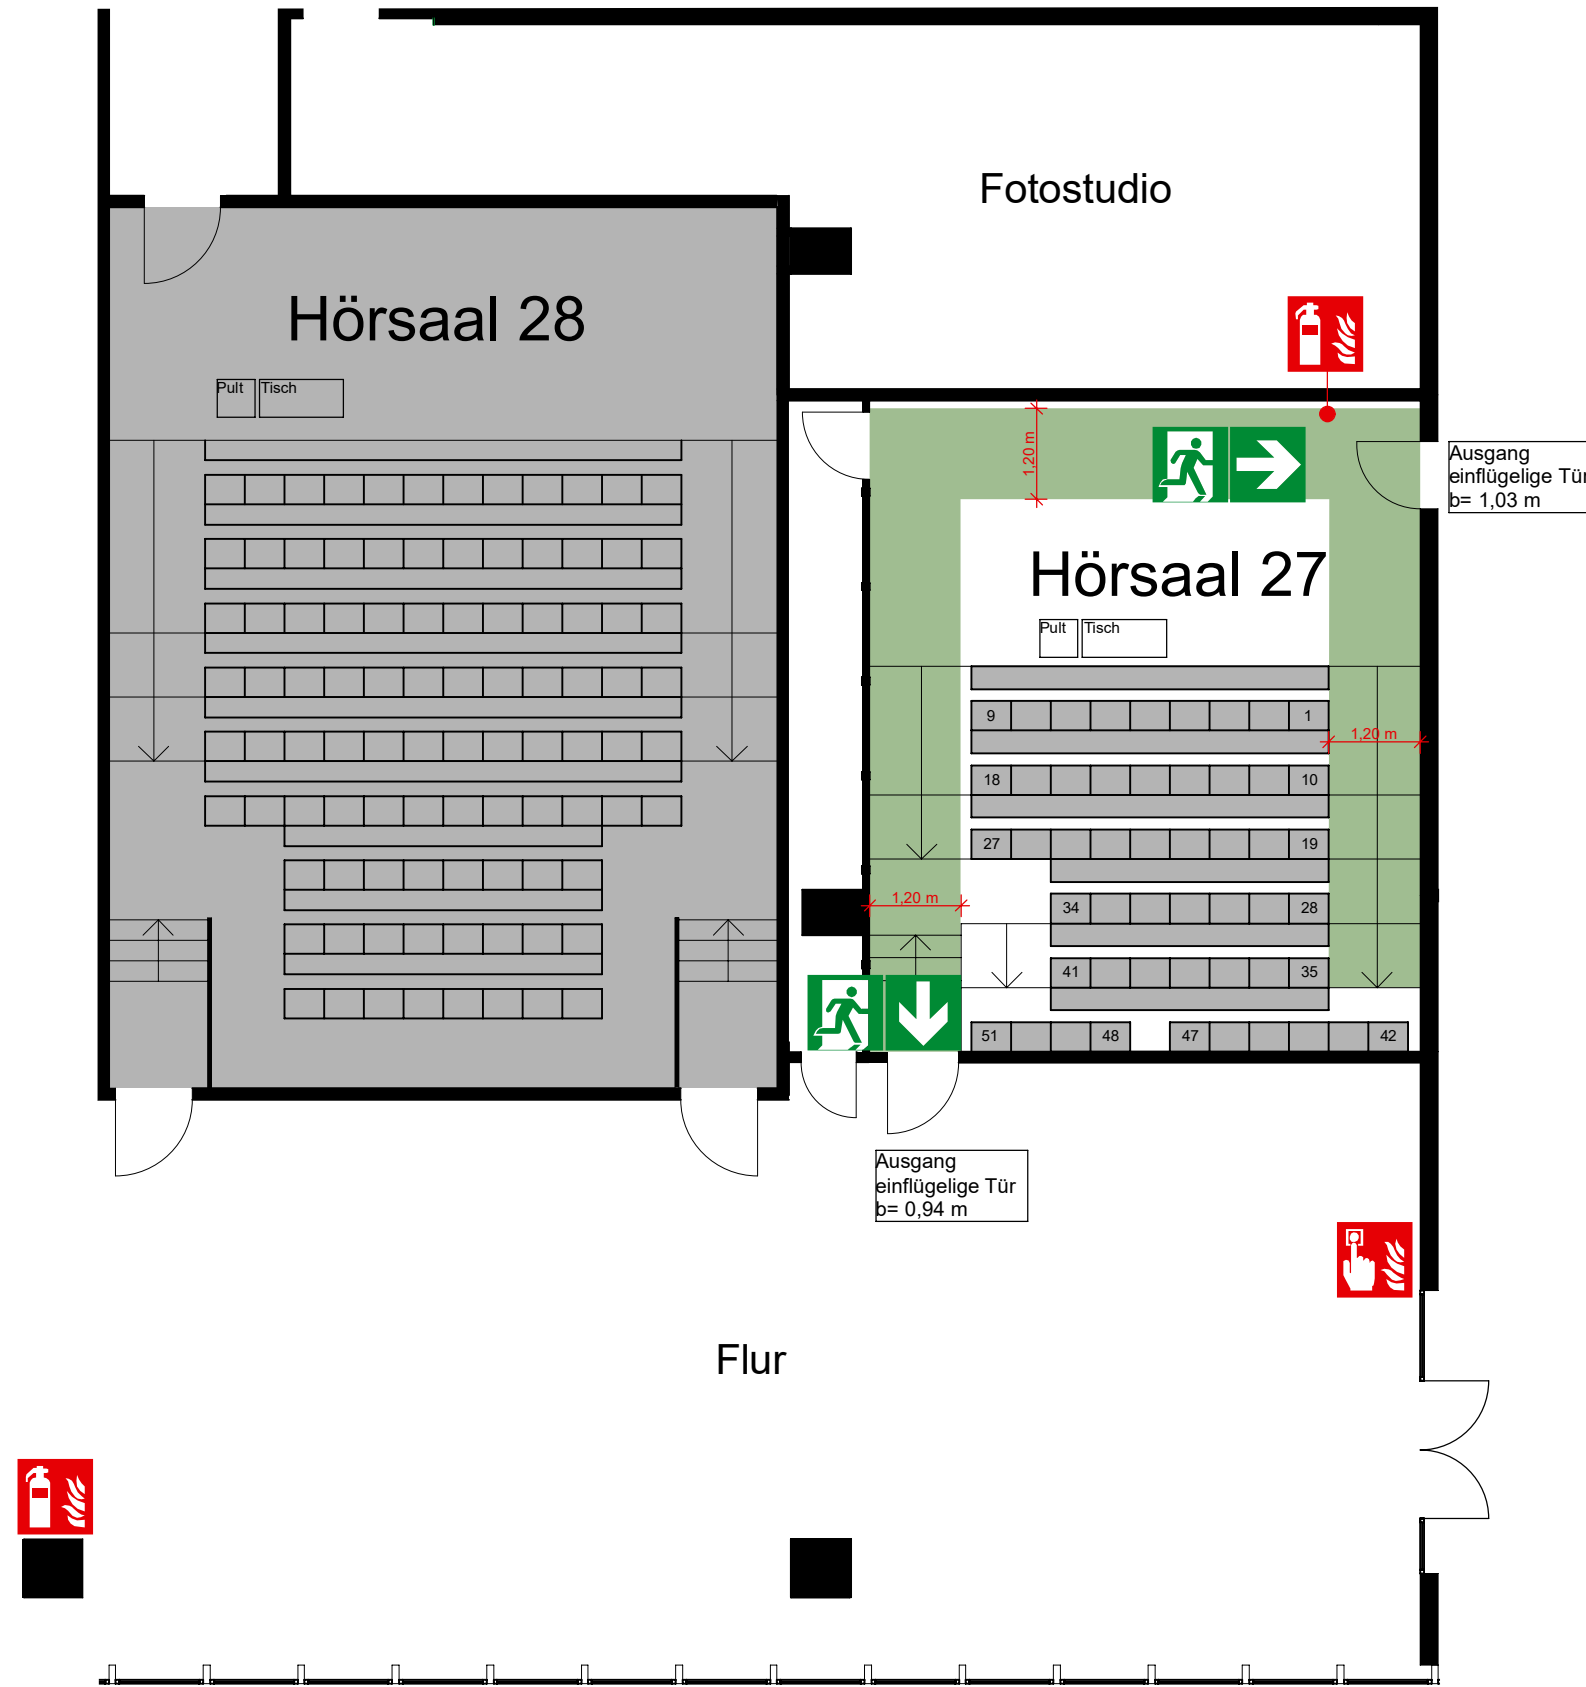 Fotostudio
Hörsaal 28
Pult Tisch
1,20 m
Ausgang
einflügelige Tür
b= 1,03 m
Hörsaal 27
Pult Tisch
9 1
1,20 m
18 10
27 19
1,20 m
34 28
41 35
51 48 47 42
Ausgang
einflügelige Tür
b= 0,94 m
Flur